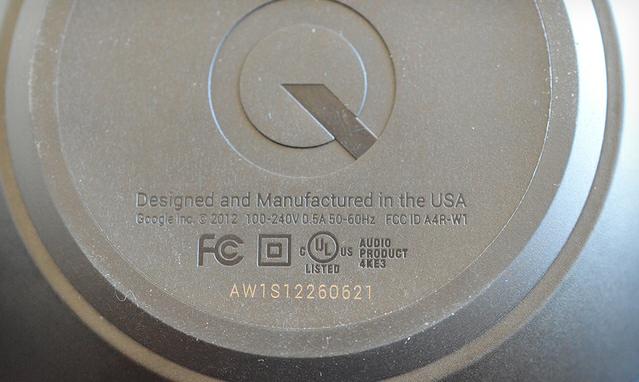 Designed and Manufactured in the USA
Google Inc. © 2012 100-240V 0.5A 50-60Hz FCC ID A4R-W1
FC C UL US LISTED AUDIO PRODUCT 4KE3
AW1S12260621